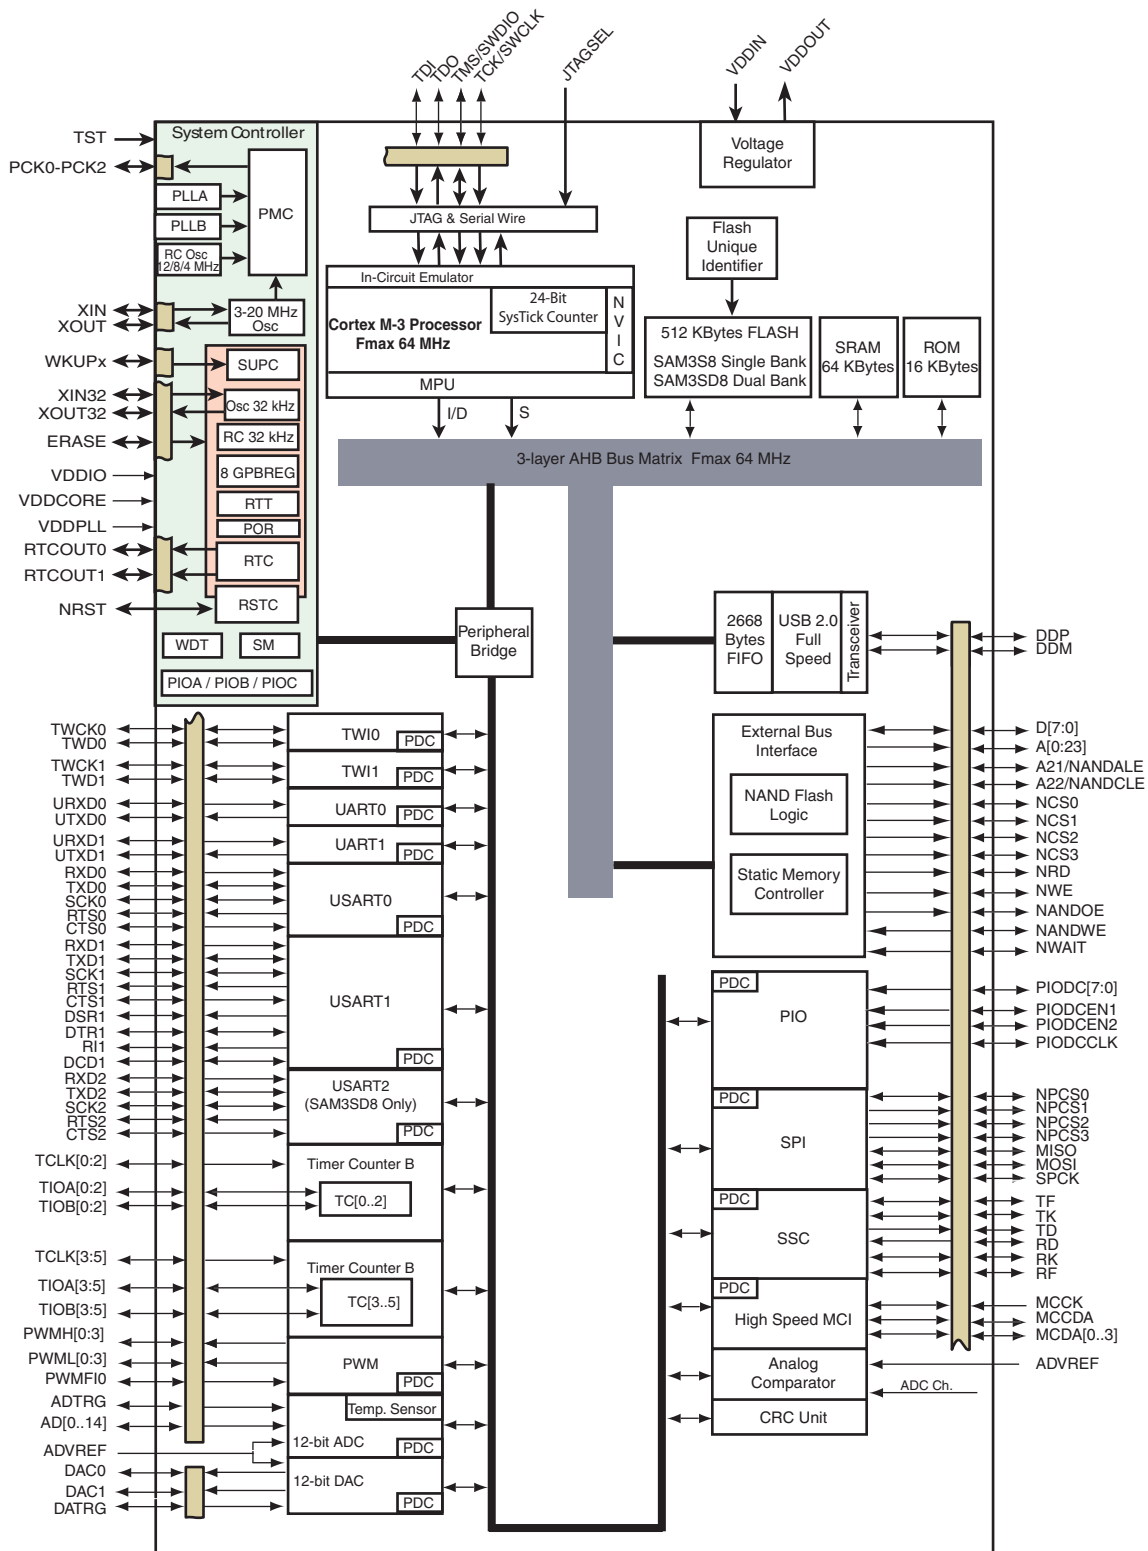 TDI
TDO
TMS/SWDIO
TCK/SWCLK
JTAGSEL
VDDIN
VDDOUT
System Controller
TST
PCK0-PCK2
PLLA
PLLB
RC Osc
12/8/4 MHz
PMC
XIN
XOUT
3-20 MHz
Osc
WKUPx
SUPC
XIN32
XOUT32
Osc 32 kHz
ERASE
RC 32 kHz
VDDIO
8 GPBREG
VDDCORE
RTT
VDDPLL
POR
RTCOUT0
RTCOUT1
RTC
NRST
RSTC
WDT
SM
PIOA / PIOB / PIOC
JTAG & Serial Wire
In-Circuit Emulator
24-Bit
SysTick Counter
Cortex M-3 Processor
Fmax 64 MHz
N
V
I
C
MPU
I/D
S
Voltage
Regulator
Flash
Unique
Identifier
512 KBytes FLASH
SAM3S8 Single Bank
SAM3SD8 Dual Bank
SRAM
64 KBytes
ROM
16 KBytes
3-layer AHB Bus Matrix Fmax 64 MHz
Peripheral
Bridge
2668
Bytes
FIFO
USB 2.0
Full
Speed
Transceiver
DDP
DDM
TWCK0
TWD0
TWI0
PDC
TWCK1
TWD1
TWI1
PDC
URXD0
UTXD0
UART0
PDC
URXD1
UTXD1
UART1
PDC
RXD0
TXD0
SCK0
RTS0
CTS0
USART0
PDC
RXD1
TXD1
SCK1
RTS1
CTS1
DSR1
DTR1
RI1
DCD1
USART1
PDC
RXD2
TXD2
SCK2
RTS2
CTS2
USART2
(SAM3SD8 Only)
PDC
TCLK[0:2]
TIOA[0:2]
TIOB[0:2]
Timer Counter B
TC[0..2]
TCLK[3:5]
TIOA[3:5]
TIOB[3:5]
Timer Counter B
TC[3..5]
PWMH[0:3]
PWML[0:3]
PWMFI0
PWM
PDC
ADTRG
AD[0..14]
ADVREF
Temp. Sensor
12-bit ADC
PDC
DAC0
DAC1
DATRG
12-bit DAC
PDC
External Bus
Interface
NAND Flash
Logic
Static Memory
Controller
D[7:0]
A[0:23]
A21/NANDALE
A22/NANDCLE
NCS0
NCS1
NCS2
NCS3
NRD
NWE
NANDOE
NANDWE
NWAIT
PDC
PIO
PIODC[7:0]
PIODCEN1
PIODCEN2
PIODCCLK
PDC
SPI
NPCS0
NPCS1
NPCS2
NPCS3
MISO
MOSI
SPCK
PDC
SSC
TF
TK
TD
RD
RK
RF
PDC
High Speed MCI
MCCK
MCCDA
MCDA[0..3]
Analog
Comparator
ADVREF
ADC Ch.
CRC Unit